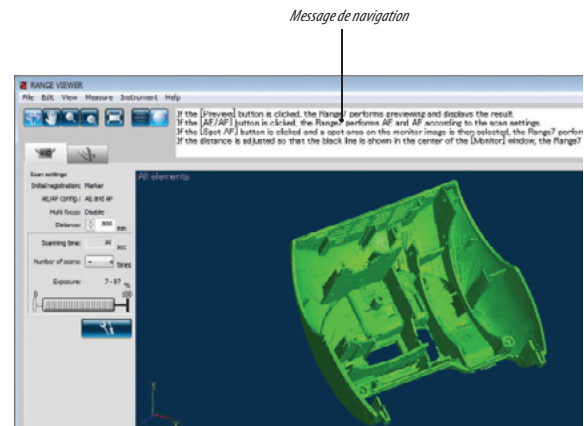 Message de navigation
RANGE VIEWER
File Edit View Measure Instrument Help
If the [Preview] button is clicked, the Range7 performs previewing and displays the result.
If the [AE/AF] button is clicked, the Range7 performs AE and AF according to the scan settings.
If the [Spot AF] button is clicked and a spot area on the monitor image is then selected, the Range7 perform
If the distance is adjusted so that the black line is shown in the center of the [Monitor] window, the Range7
All elements
Scan settings
Initial registration: Marker
AE/AF config.: AE and AF
Multi focus: Disable
Distance: 800 mm
Scanning time: sec
Number of scans: times
Exposure: 7-87 %
0 100
Y
X